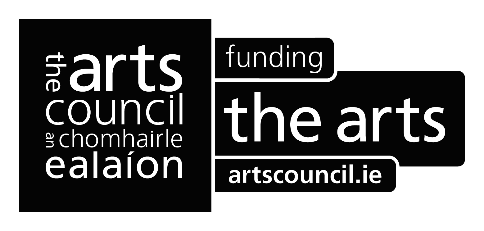 the arts
council
an chomhairle
ealaíon
funding
the arts
artscouncil.ie